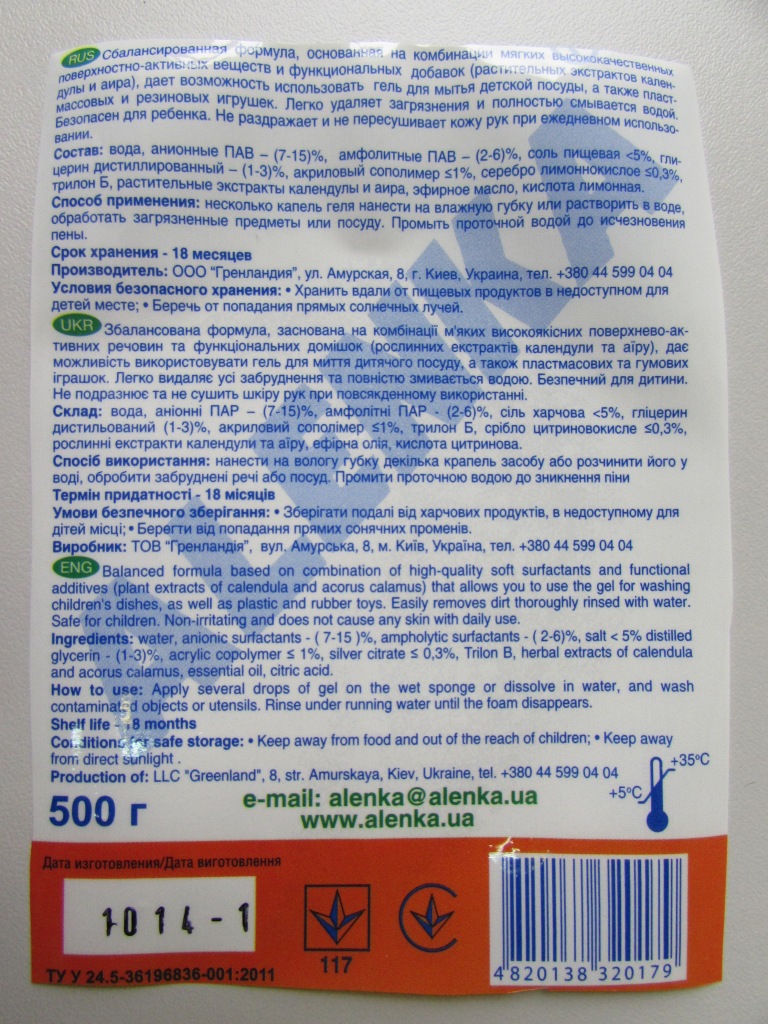 RUS Сбалансированная формула, основанная на комбинации мягких высококачественных
поверхностно-активных веществ и функциональных добавок (растительных экстрактов кален-
дулы и аира), дает возможность использовать гель для мытья детской посуды, а также пласт-
массовых и резиновых игрушек. Легко удаляет загрязнения и полностью смывается водой.
Безопасен для ребенка. Не раздражает и не пересушивает кожу рук при ежедневном использо-
вании.
Состав: вода, анионные ПАВ – (7-15)%, амфолитные ПАВ – (2-6)%, соль пищевая <5%, гли-
церин дистиллированный – (1-3)%, акриловый сополимер ≤1%, серебро лимоннокислое ≤0,3%,
трилон Б, растительные экстракты календулы и аира, эфирное масло, кислота лимонная.
Способ применения: несколько капель геля нанести на влажную губку или растворить в воде,
обработать загрязненные предметы или посуду. Промыть проточной водой до исчезновения
пены.
Срок хранения - 18 месяцев
Производитель: ООО "Гренландия", ул. Амурская, 8, г. Киев, Украина, тел. +380 44 599 04 04
Условия безопасного хранения: • Хранить вдали от пищевых продуктов в недоступном для
детей месте; • Беречь от попадания прямых солнечных лучей.
UKR Збалансована формула, заснована на комбінації м'яких високоякісних поверхнево-ак-
тивних речовин та функціональних домішок (рослинних екстрактів календули та аїру), дає
можливість використовувати гель для миття дитячого посуду, а також пластмасових та гумових
іграшок. Легко видаляє усі забруднення та повністю змивається водою. Безпечний для дитини.
Не подразнює та не сушить шкіру рук при повсякденному використанні.
Склад: вода, аніонні ПАР – (7-15)%, амфолітні ПАР – (2-6)%, сіль харчова <5%, гліцерин
дистильований (1-3)%, акриловий сополімер ≤1%, трилон Б, срібло цитриновокисле ≤0,3%,
рослинні екстракти календули та аїру, ефірна олія, кислота цитринова.
Спосіб використання: нанести на вологу губку декілька крапель засобу або розчинити його у
воді, обробити забруднені речі або посуд. Промити проточною водою до зникнення піни
Термін придатності - 18 місяців
Умови безпечного зберігання: • Зберігати подалі від харчових продуктів, в недоступному для
дітей місці; • Берегти від попадання прямих сонячних променів.
Виробник: ТОВ "Гренландія", вул. Амурська, 8, м. Київ, Україна, тел. +380 44 599 04 04
ENG Balanced formula based on combination of high-quality soft surfactants and functional
additives (plant extracts of calendula and acorus calamus) that allows you to use the gel for washing
children's dishes, as well as plastic and rubber toys. Easily removes dirt thoroughly rinsed with water.
Safe for children. Non-irritating and does not cause any skin with daily use.
Ingredients: water, anionic surfactants - ( 7-15 )%, ampholytic surfactants - ( 2-6)%, salt < 5% distilled
glycerin - (1-3)%, acrylic copolymer ≤ 1%, silver citrate ≤ 0,3%, Trilon B, herbal extracts of calendula
and acorus calamus, essential oil, citric acid.
How to use: Apply several drops of gel on the wet sponge or dissolve in water, and wash
contaminated objects or utensils. Rinse under running water until the foam disappears.
Shelf life - 18 months
Conditions for safe storage: • Keep away from food and out of the reach of children; • Keep away
from direct sunlight .
Production of: LLC "Greenland", 8, str. Amurskaya, Kiev, Ukraine, tel. +380 44 599 04 04
ALENKA
+35°C
+5°C
500 г
e-mail: alenka@alenka.ua
www.alenka.ua
Дата изготовления/Дата виготовлення
1014-1
117
ТУ У 24.5-36196836-001:2011
4 820138 320179